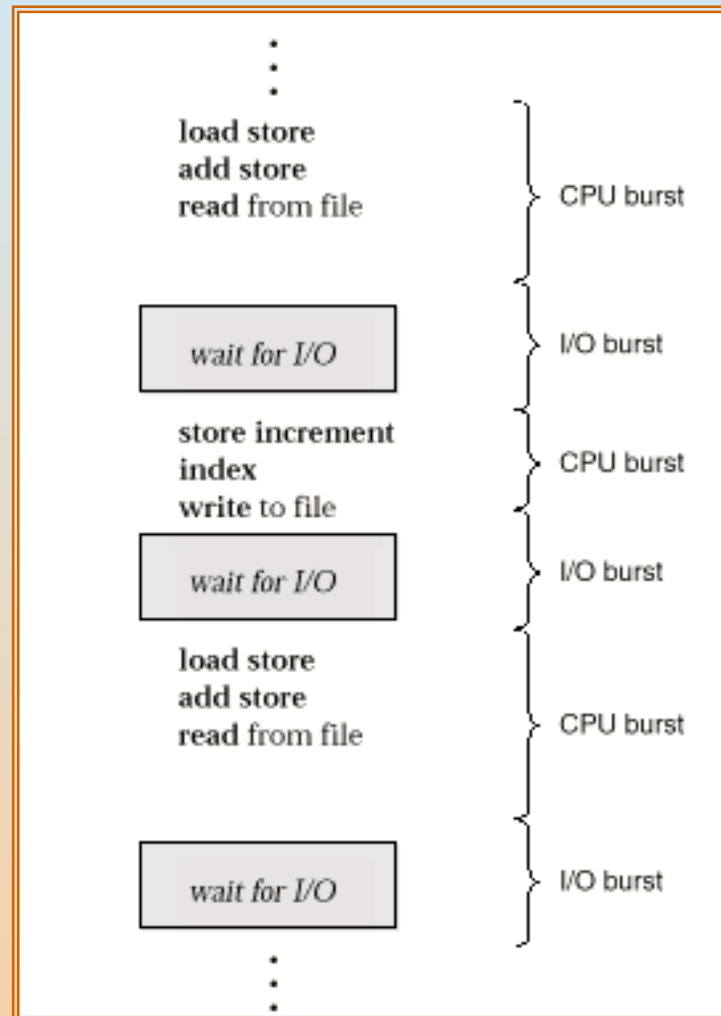 load store
add store
read from file
CPU burst
wait for I/O
I/O burst
store increment
index
write to file
CPU burst
wait for I/O
I/O burst
load store
add store
read from file
CPU burst
wait for I/O
I/O burst